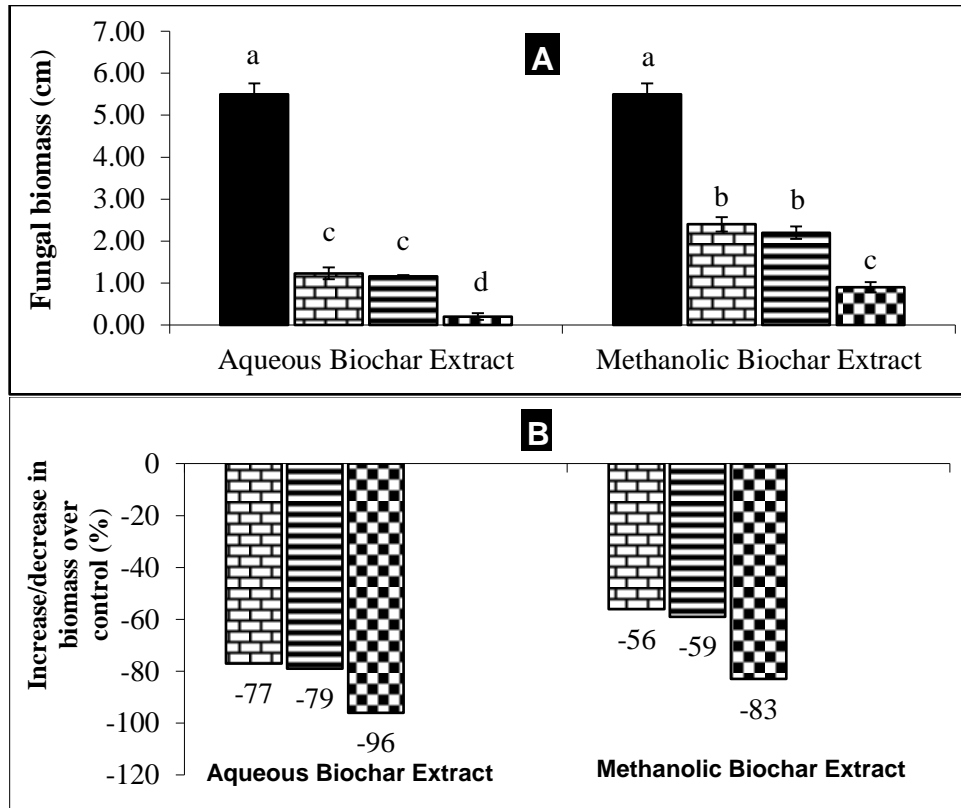 A
7.00
6.00
5.00
4.00
3.00
2.00
1.00
0.00
Fungal biomass (cm)
a
c
c
d
a
b
b
c
Aqueous Biochar Extract
Methanolic Biochar Extract
B
0
-20
-40
-60
-80
-100
-120
Increase/decrease in
biomass over
control (%)
-77
-79
-96
-56
-59
-83
Aqueous Biochar Extract
Methanolic Biochar Extract